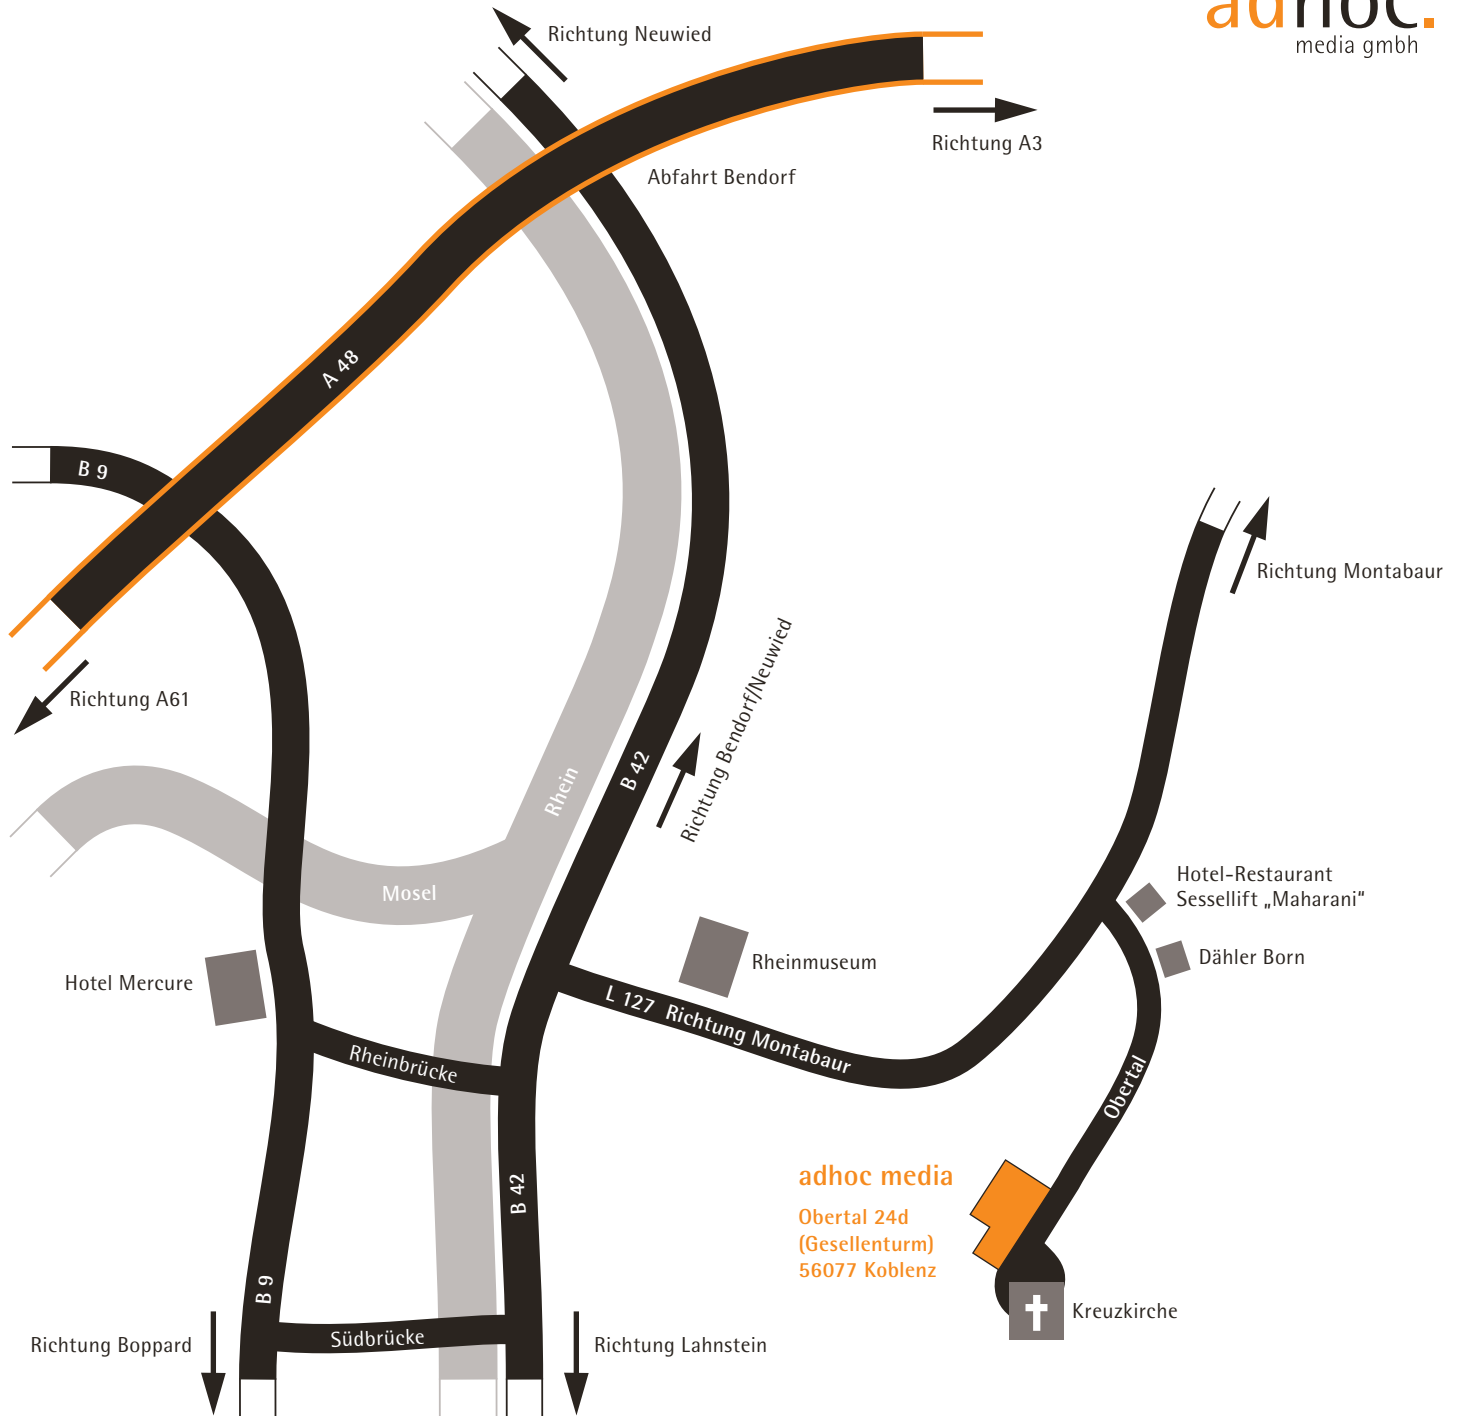 adhoc.
media gmbh
Richtung Neuwied
Richtung A3
Abfahrt Bendorf
A 48
B 9
Richtung Montabaur
Richtung A61
Richtung Bendorf/Neuwied
B 42
Rhein
Mosel
Hotel-Restaurant
Sessellift „Maharani“
Dähler Born
Rheinmuseum
Hotel Mercure
L 127 Richtung Montabaur
Rheinbrücke
Obertal
adhoc media
Obertal 24d
(Gesellenturm)
56077 Koblenz
B 42
B 9
Kreuzkirche
Richtung Boppard
Südbrücke
Richtung Lahnstein